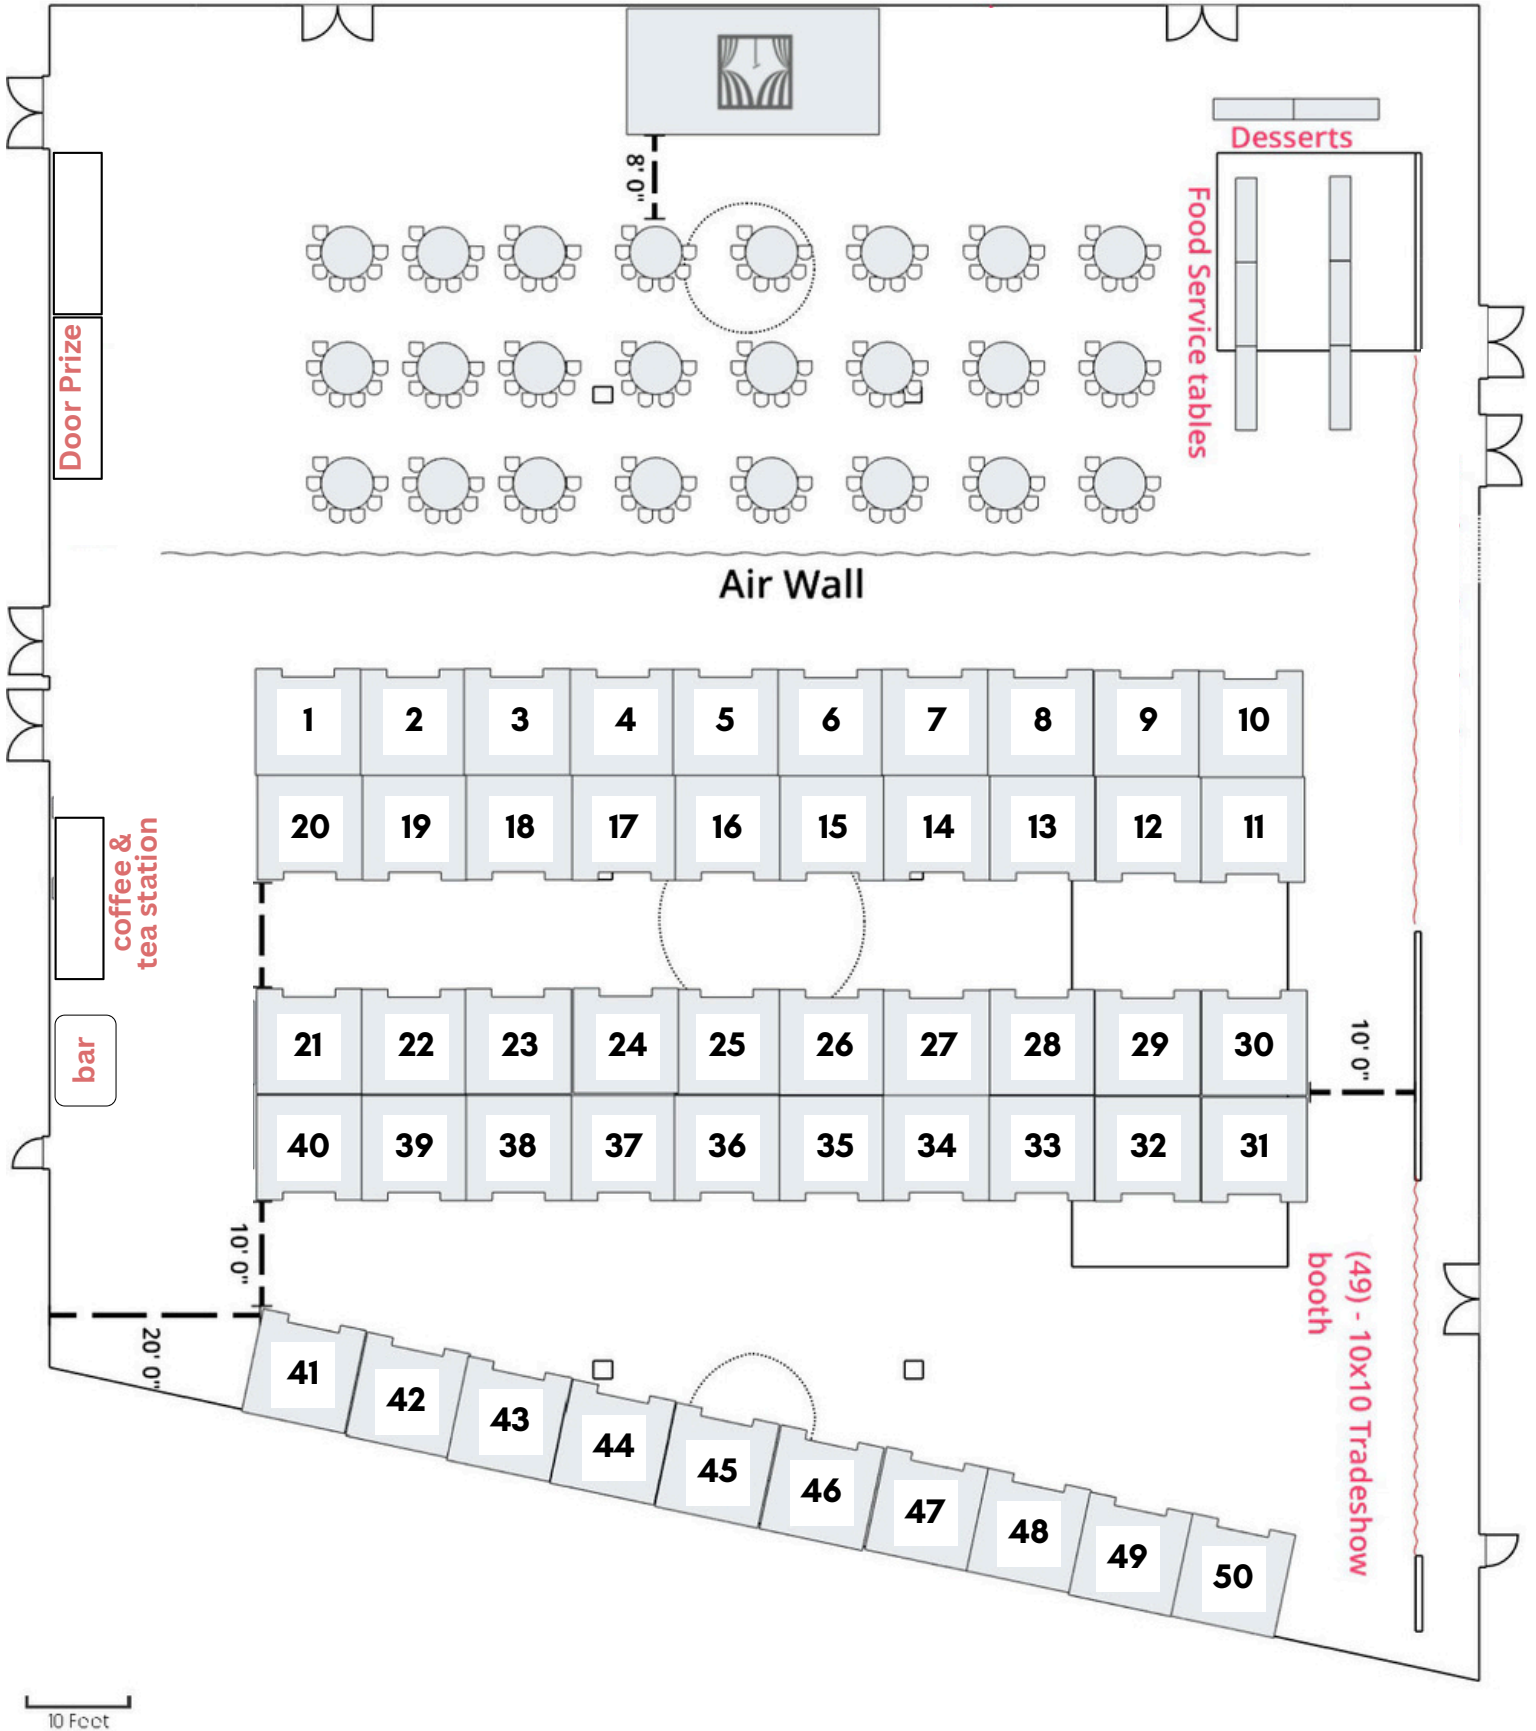 8' 0"
Desserts
Food Service tables
Door Prize
Air Wall
1 2 3 4 5 6 7 8 9 10
20 19 18 17 16 15 14 13 12 11
coffee &
tea station
21 22 23 24 25 26 27 28 29 30
bar
10' 0"
40 39 38 37 36 35 34 33 32 31
10' 0"
20' 0"
(49) - 10x10 Tradeshow
booth
41 42 43 44 45 46 47 48 49 50
10 Feet